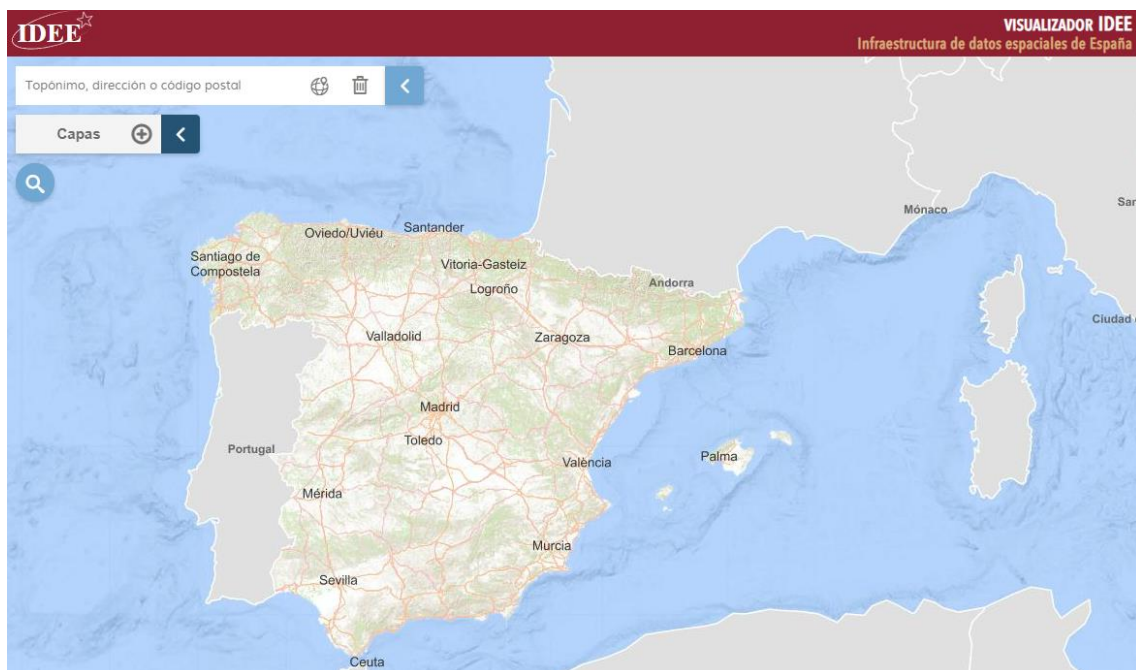 IDEE
VISUALIZADOR IDEE
Infraestructura de datos espaciales de España
Topónimo, dirección o código postal
Capas
Mónaco
Oviedo/Uviéu
Santander
Santiago de
Compostela
Vitoria-Gasteiz
Logroño
Andorra
Ciudad
Valladolid
Zaragoza
Barcelona
Madrid
Toledo
Portugal
València
Palma
Mérida
Murcia
Sevilla
Ceuta